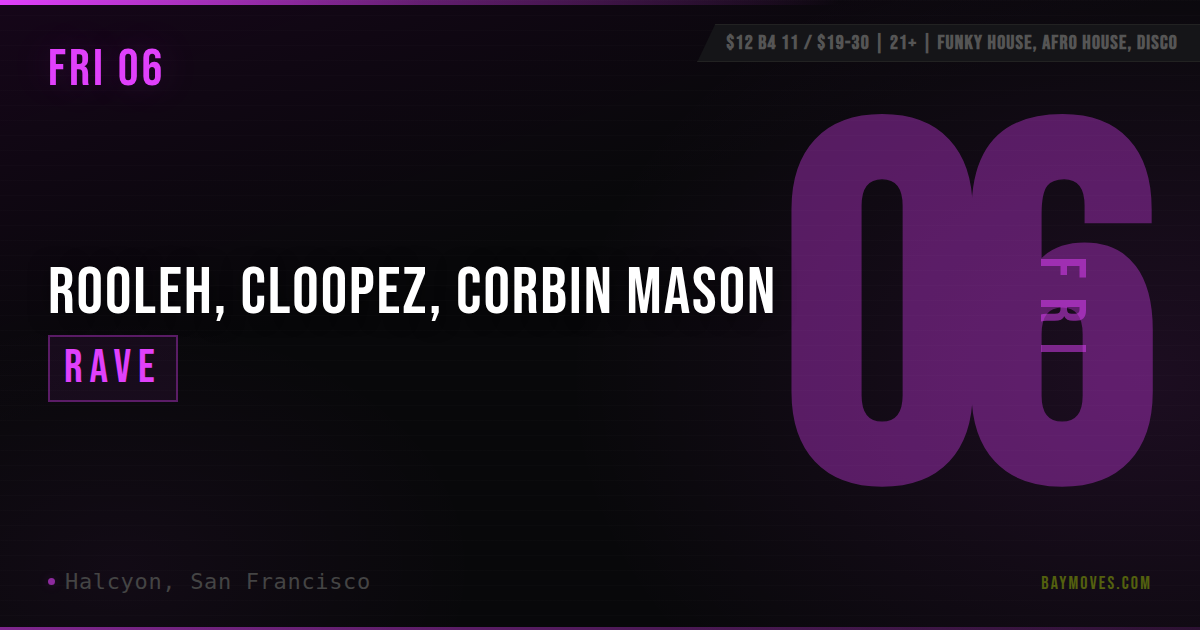 FRI 06
$12 B4 11 / $19-30 | 21+ | FUNKY HOUSE, AFRO HOUSE, DISCO
06
FRI
ROOLEH, CLOOPEZ, CORBIN MASON
RAVE
Halcyon, San Francisco
BAYMOVES.COM